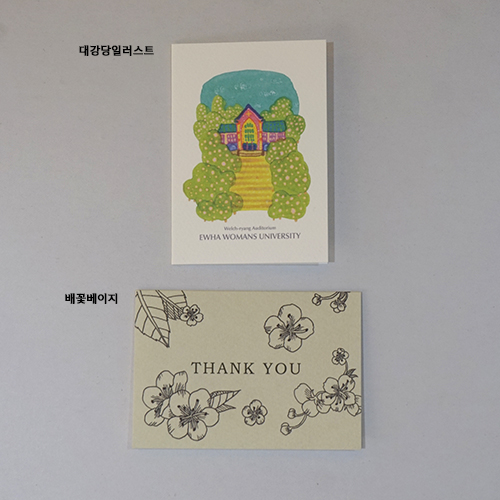 대강당일러스트
Welch-ryang Auditorium
EWHA WOMANS UNIVERSITY
배꽃베이지
THANK YOU